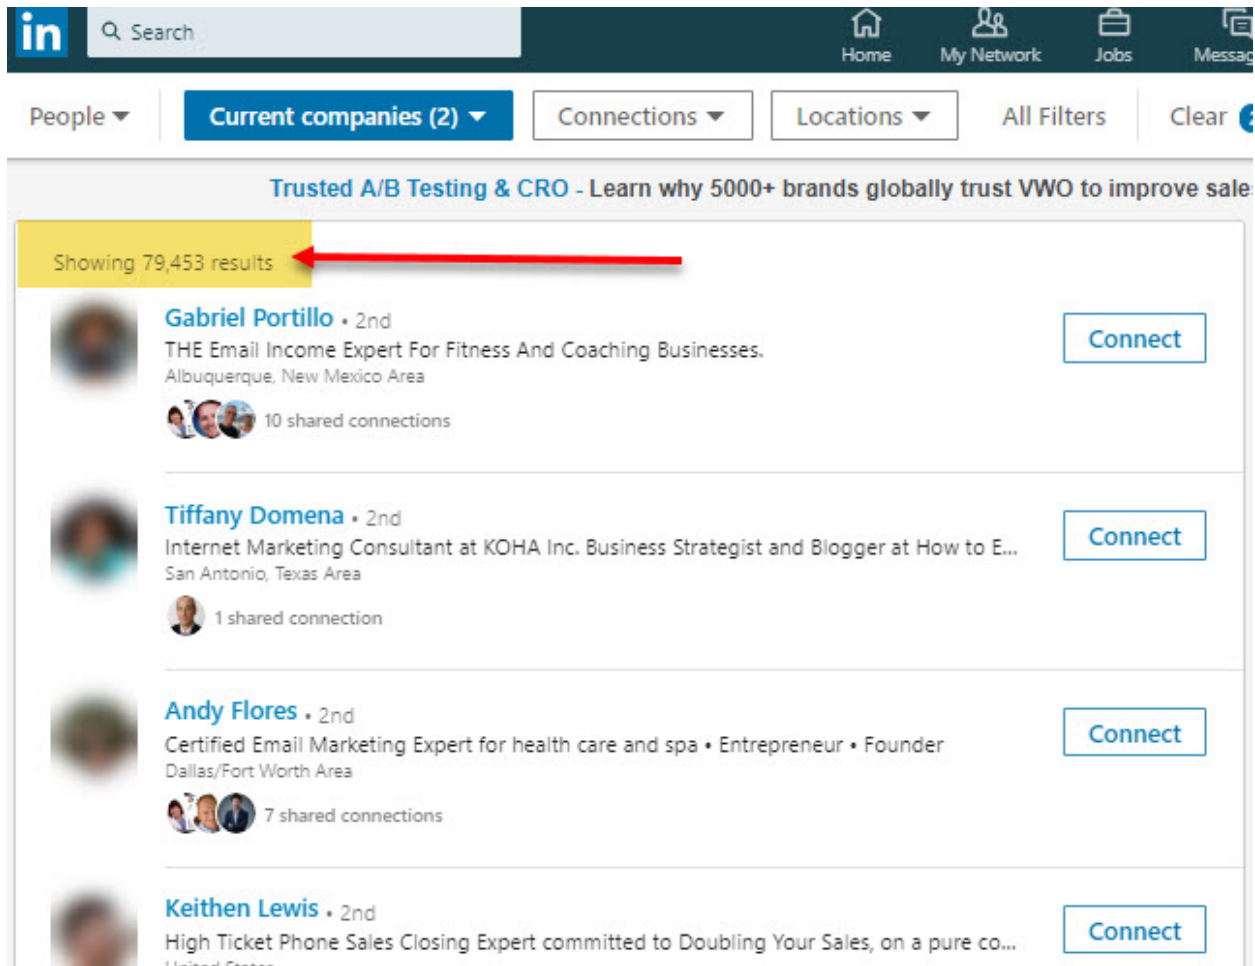 in Search
Home My Network Jobs
People Current companies (2) Connections Locations All Filters Clear
Trusted A/B Testing & CRO - Learn why 5000+ brands globally trust VWO to improve
Showing 79,453 results
Gabriel Portillo • 2nd
THE Email Income Expert For Fitness And Coaching Businesses.
Connect
Albuquerque, New Mexico Area
10 shared connections
Tiffany Domena • 2nd
Internet Marketing Consultant at KOHA Inc. Business Strategist and Blogger at How to E...
Connect
San Antonio, Texas Area
1 shared connection
Andy Flores • 2nd
Certified Email Marketing Expert for health care and spa • Entrepreneur • Founder
Connect
Dallas/Fort Worth Area
7 shared connections
Keithen Lewis • 2nd
High Ticket Phone Sales Closing Expert committed to Doubling Your Sales, on a pure co...
Connect
United States